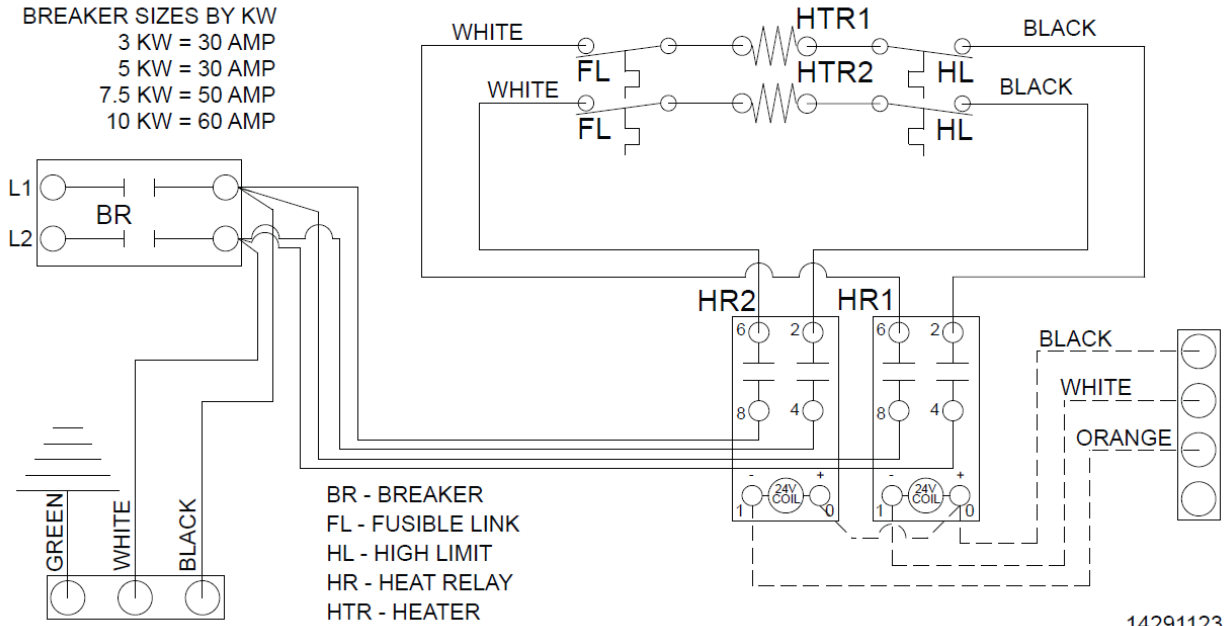 BREAKER SIZES BY KW
3 KW = 30 AMP
5 KW = 30 AMP
7.5 KW = 50 AMP
10 KW = 60 AMP
WHITE
HTR1
BLACK
FL
HL
WHITE
HTR2
BLACK
FL
HL
L1
BR
L2
HR2
HR1
6
2
6
2
8
4
8
4
BLACK
WHITE
ORANGE
-
+
-
+
24V
COIL
24V
COIL
1
0
1
0
GREEN
WHITE
BLACK
BR - BREAKER
FL - FUSIBLE LINK
HL - HIGH LIMIT
HR - HEAT RELAY
HTR - HEATER
14291123